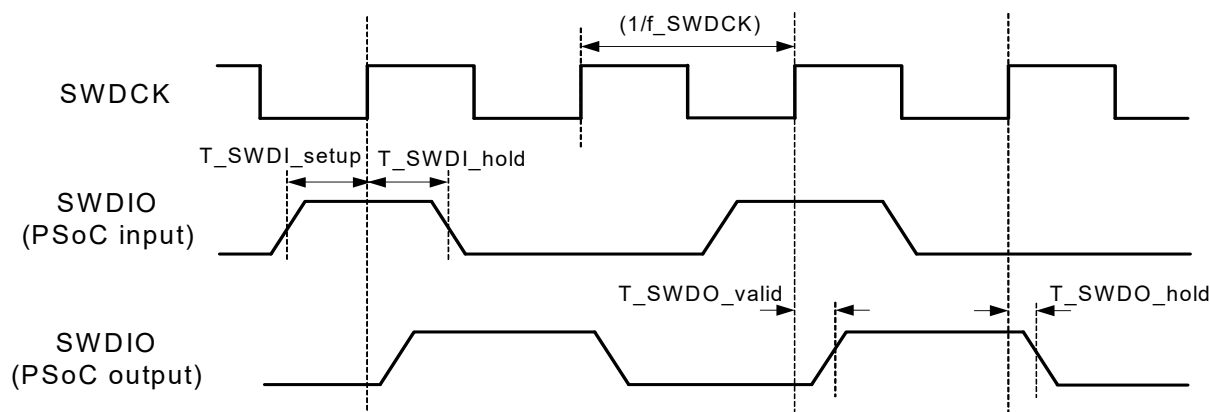 (1/f_SWDCK)
SWDCK
T_SWDI_setup
T_SWDI_hold
SWDIO
(PSoC input)
T_SWDO_valid
T_SWDO_hold
SWDIO
(PSoC output)